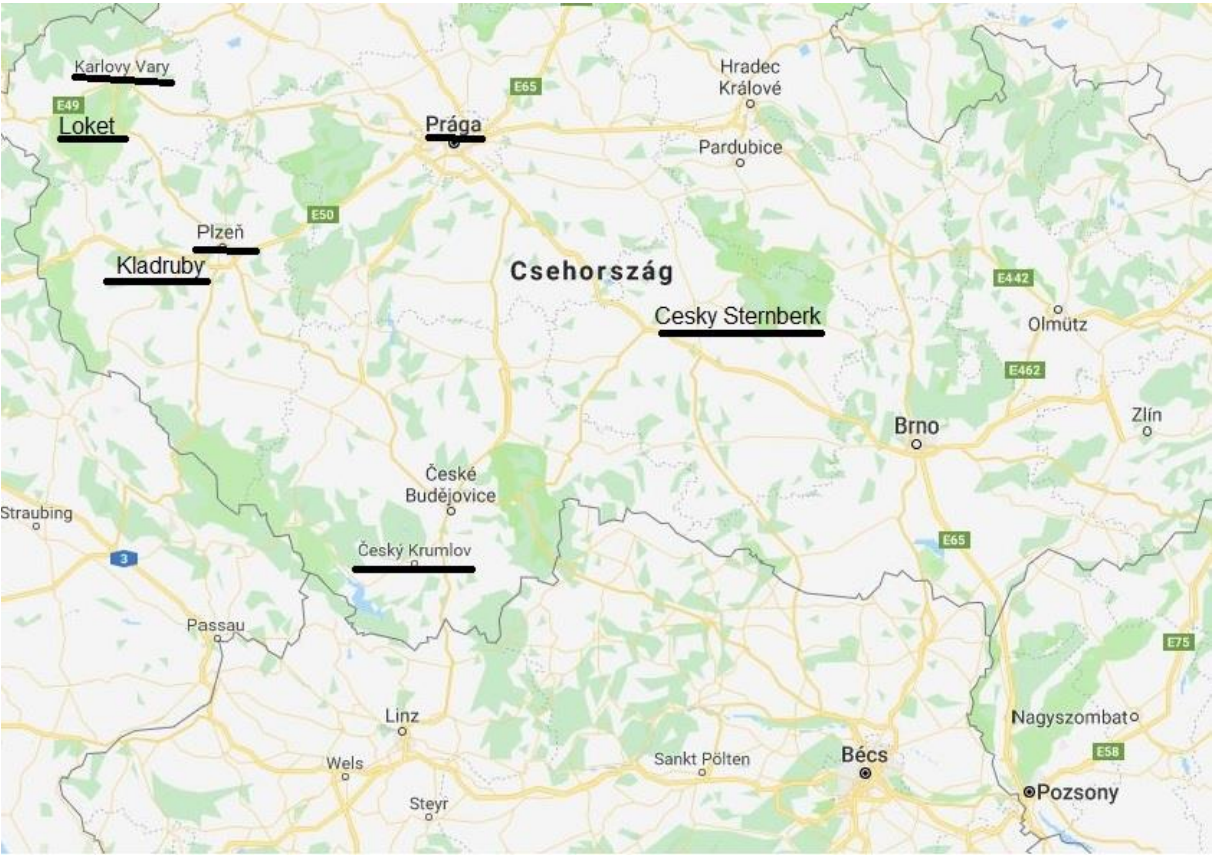 Karlovy Vary
E65
Hradec
Králové
E49
Loket
Prága
Pardubice
E50
Plzeň
Kladruby
Csehország
E442
Cesky Sternberk
Olmütz
E462
Zlín
Brno
České
Budějovice
Straubing
E65
3
Český Krumlov
Passau
E75
Linz
Nagyszombat
Wels
Sankt Pölten
Bécs
E58
Steyr
Pozsony